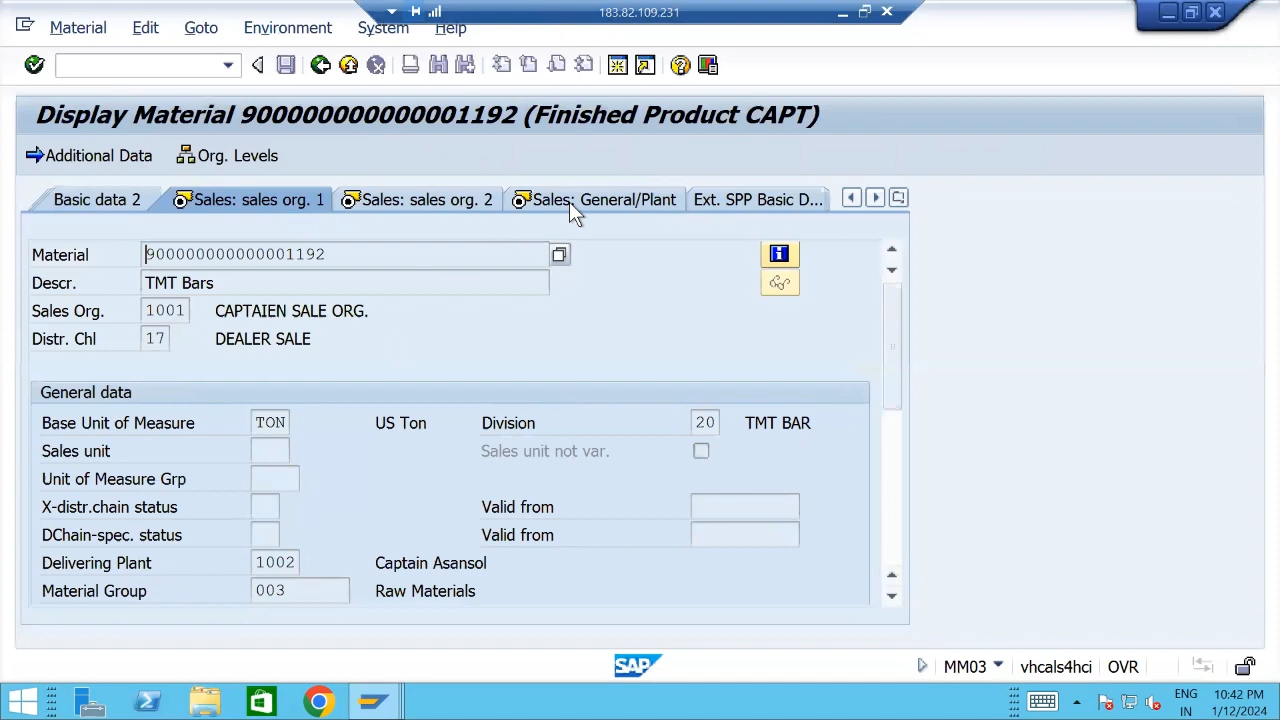 183.82.109.231
Material Edit Goto Environment System Help
Display Material 900000000000001192 (Finished Product CAPT)
Additional Data Org. Levels
Basic data 2 Sales: sales org. 1 Sales: sales org. 2 Sales: General/Plant Ext. SPP Basic D...
Material 900000000000001192
Descr. TMT Bars
Sales Org. 1001 CAPTAIEN SALE ORG.
Distr. Chl 17 DEALER SALE
General data
Base Unit of Measure TON US Ton Division 20 TMT BAR
Sales unit Sales unit not var.
Unit of Measure Grp
X-distr.chain status Valid from
DChain-spec. status Valid from
Delivering Plant 1002 Captain Asansol
Material Group 003 Raw Materials
SAP MM03 vhcals4hci OVR
ENG 10:42 PM
IN 1/12/2024